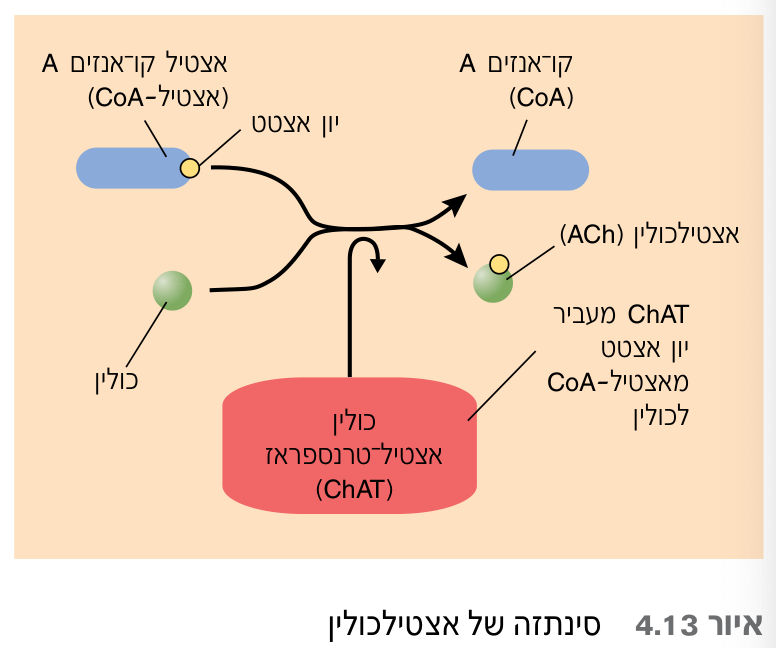 אצטיל קו־אנזים A
(אצטיל-CoA)
יון אצטט
קו־אנזים A
(CoA)
אצטילכולין (ACh)
כולין
ChAT מעביר
יון אצטט
מאצטיל-CoA
לכולין
כולין
אצטיל־טרנספראז
(ChAT)
איור 4.13 סינתזה של אצטילכולין